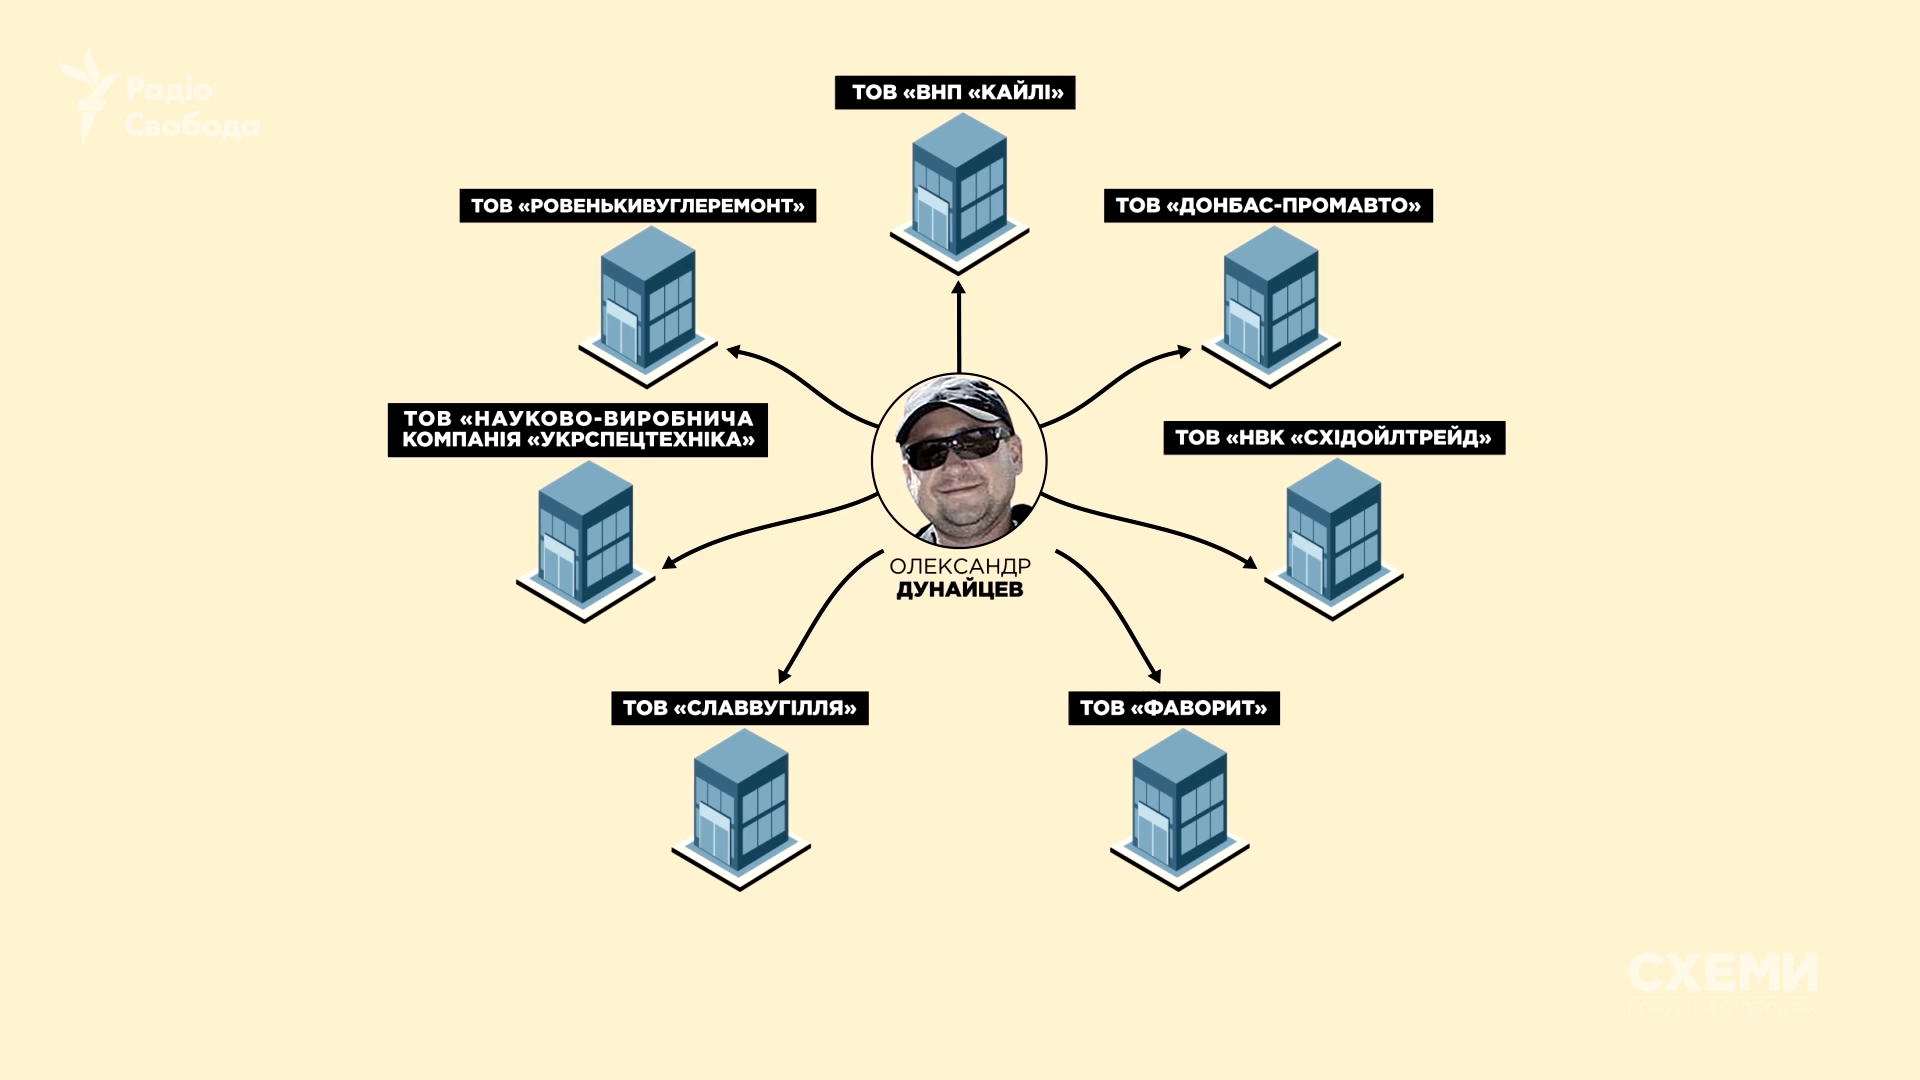 Радіо
Свобода
ТОВ «ВНП «КАЙЛІ»
ТОВ «РОВЕНЬКИВУГЛЕРЕМОНТ»
ТОВ «ДОНБАС-ПРОМАВТО»
ТОВ «НАУКОВО-ВИРОБНИЧА
КОМПАНІЯ «УКРСПЕЦТЕХНІКА»
ТОВ «НВК «СХІДОЙЛТРЕЙД»
ОЛЕКСАНДР
ДУНАЙЦЕВ
ТОВ «СЛАВВУГІЛЛЯ»
ТОВ «ФАВОРИТ»
СХЕМИ